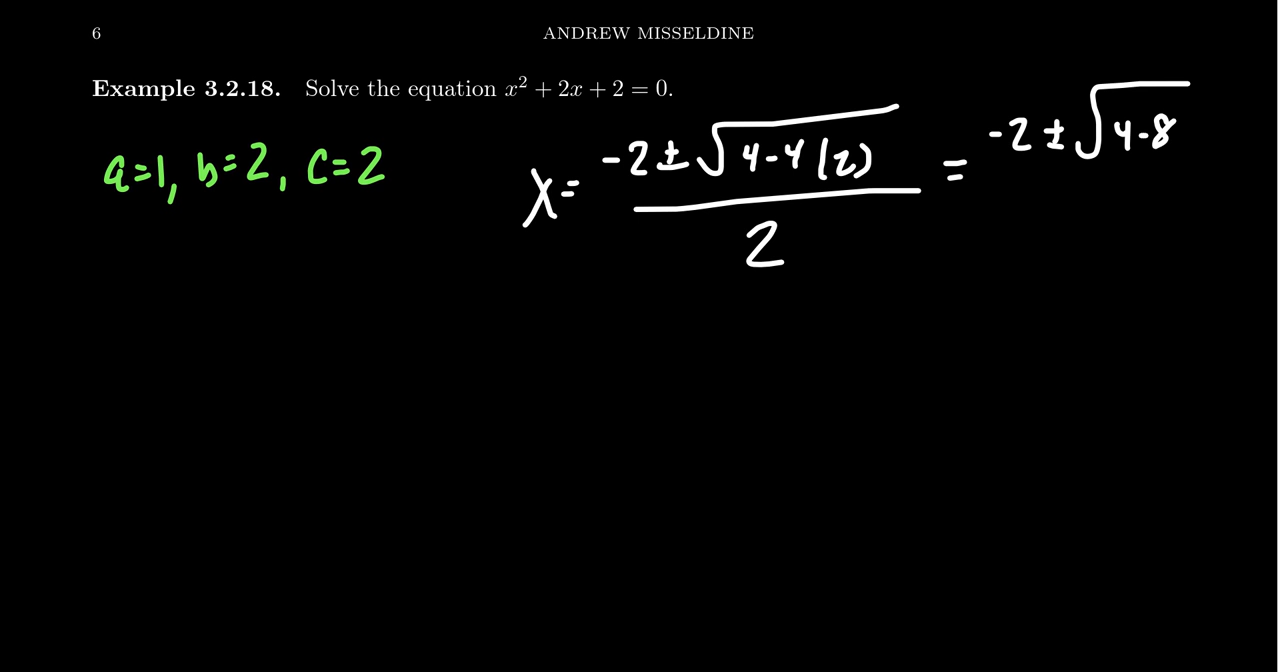 6 ANDREW MISSELDINE
Example 3.2.18. Solve the equation x² + 2x + 2 = 0.
a=1, b=2, c=2
x = (-2 ± √(4-4(2)))/2 = -2 ± √(4-8)